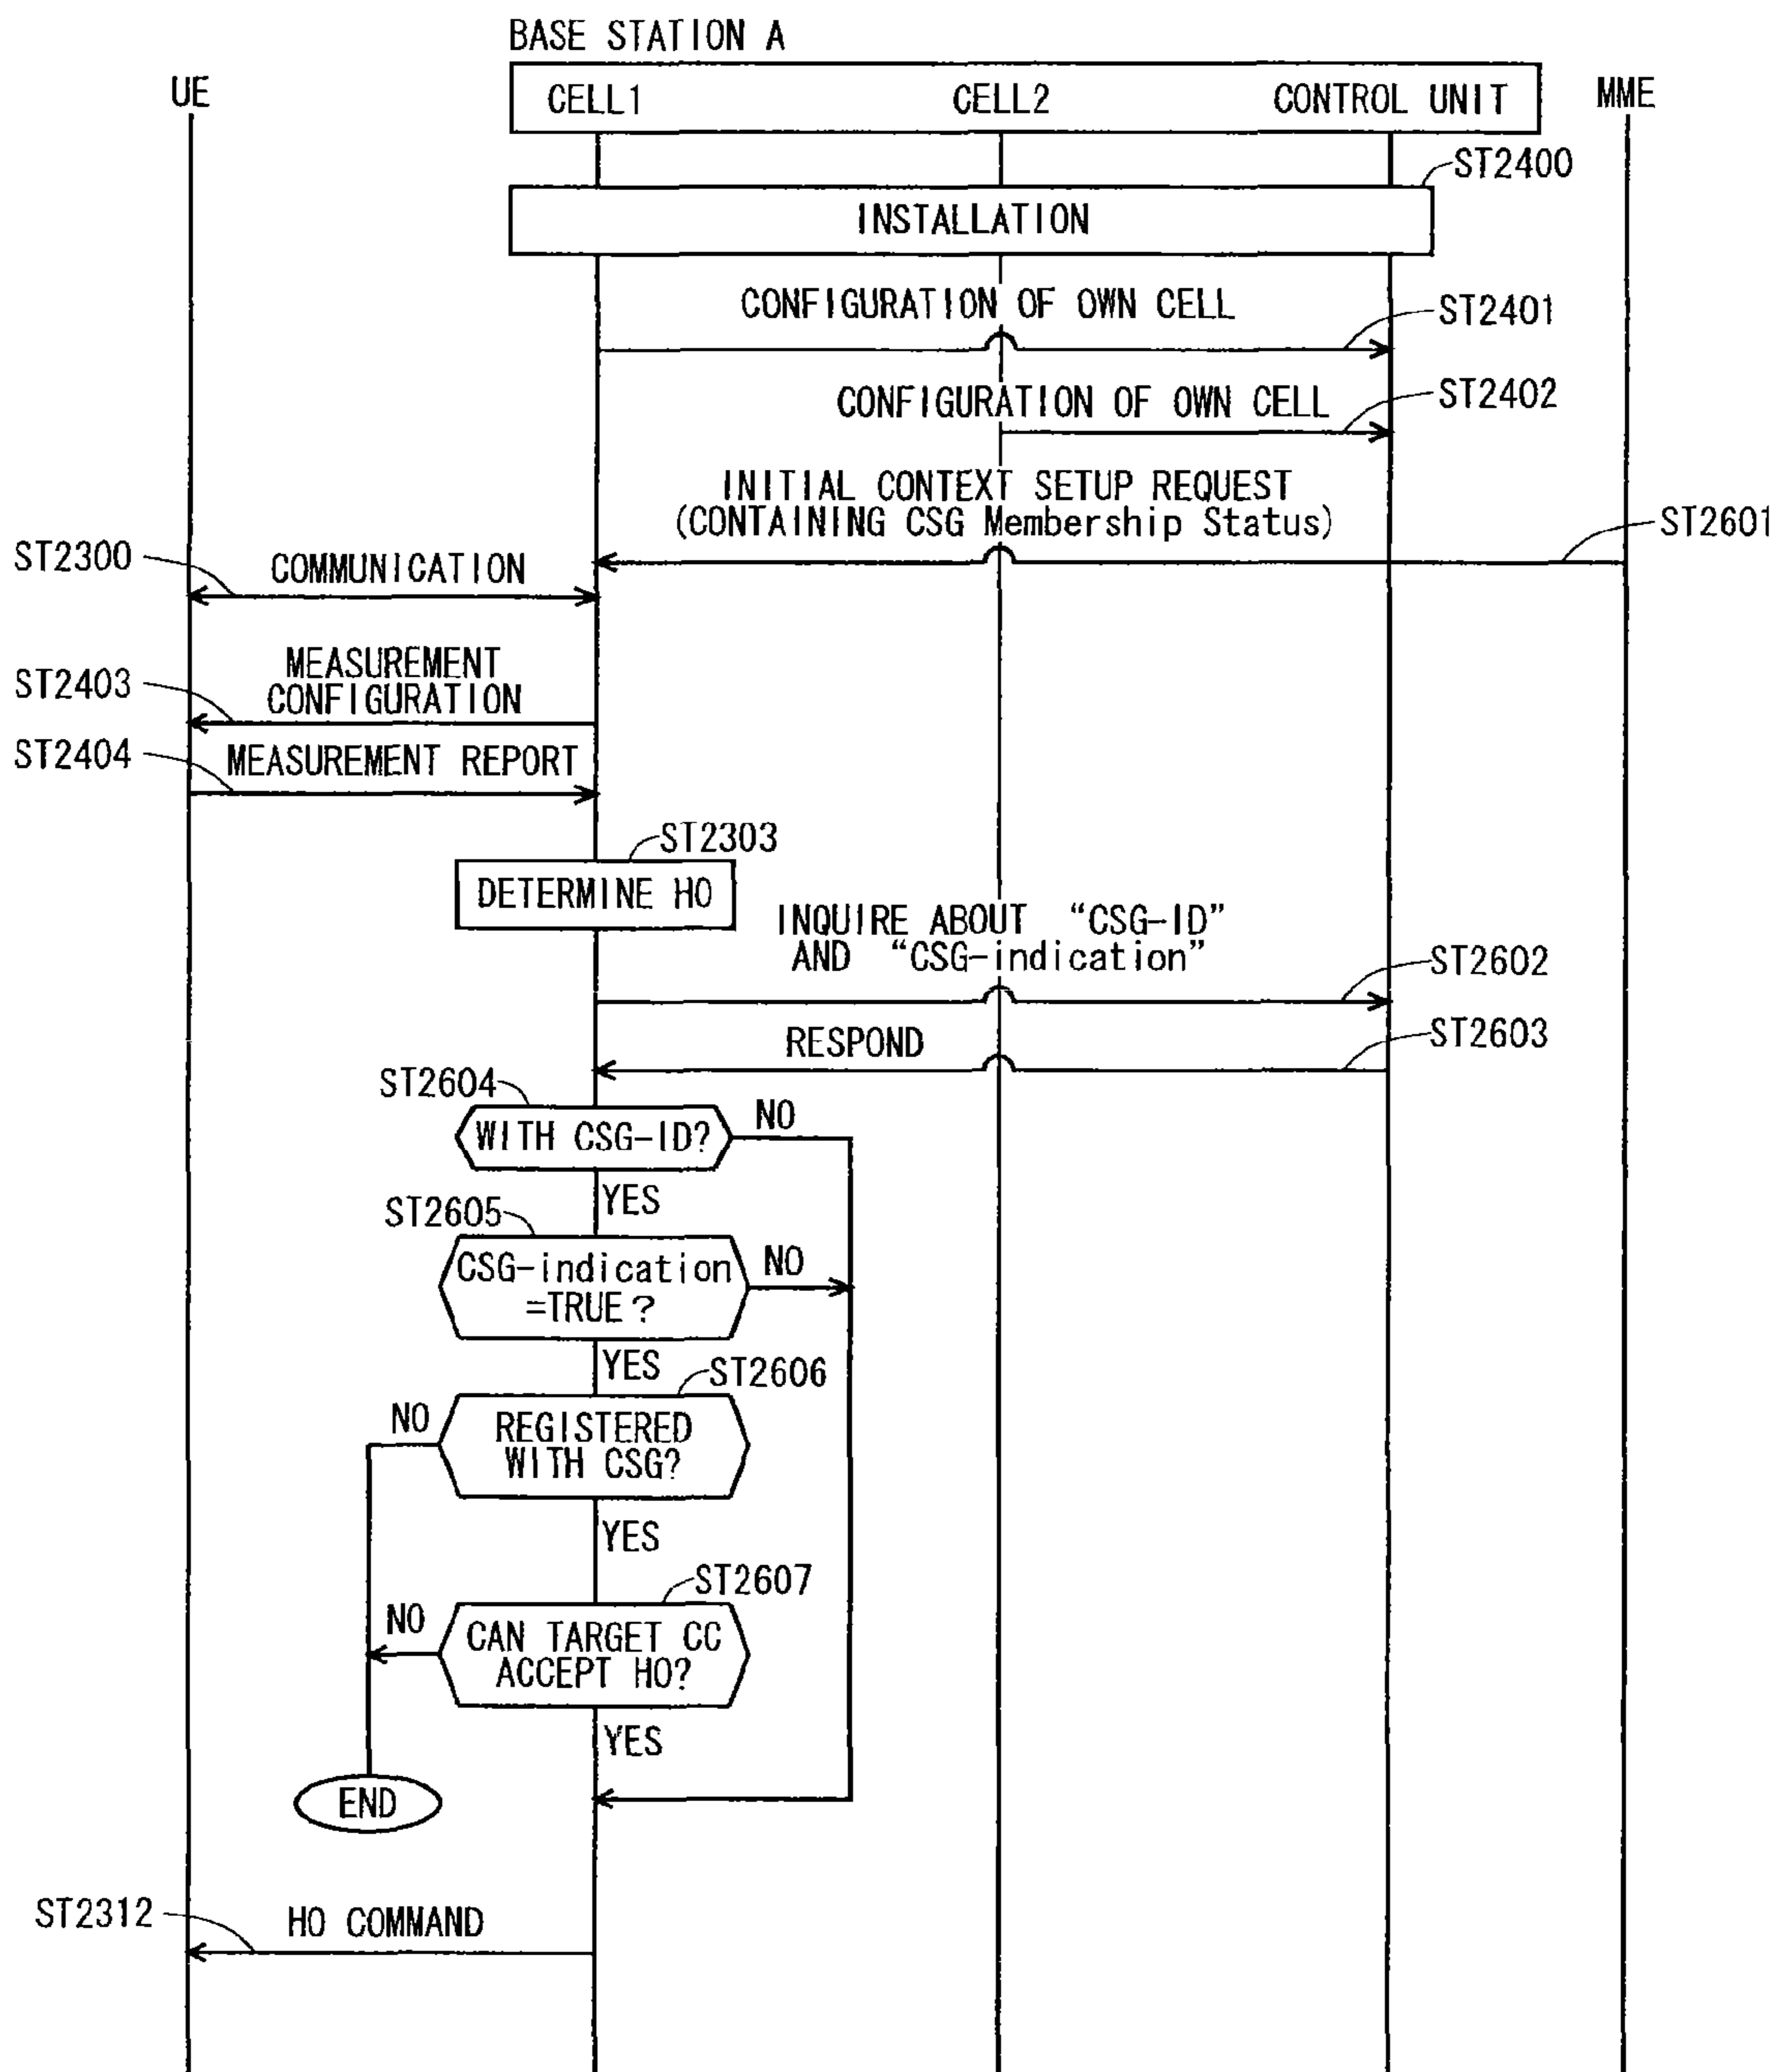 BASE STATION A
UE
CELL1
CELL2
CONTROL UNIT
MME
ST2400
INSTALLATION
CONFIGURATION OF OWN CELL
ST2401
CONFIGURATION OF OWN CELL
ST2402
INITIAL CONTEXT SETUP REQUEST
(CONTAINING CSG Membership Status)
ST2601
ST2300
COMMUNICATION
ST2403
MEASUREMENT
CONFIGURATION
ST2404
MEASUREMENT REPORT
ST2303
DETERMINE HO
INQUIRE ABOUT “CSG-ID”
AND “CSG-indication”
ST2602
RESPOND
ST2603
ST2604
WITH CSG-ID?
NO
YES
ST2605
CSG-indication
=TRUE?
NO
YES
ST2606
NO
REGISTERED
WITH CSG?
YES
ST2607
NO
CAN TARGET CC
ACCEPT HO?
YES
END
ST2312
HO COMMAND